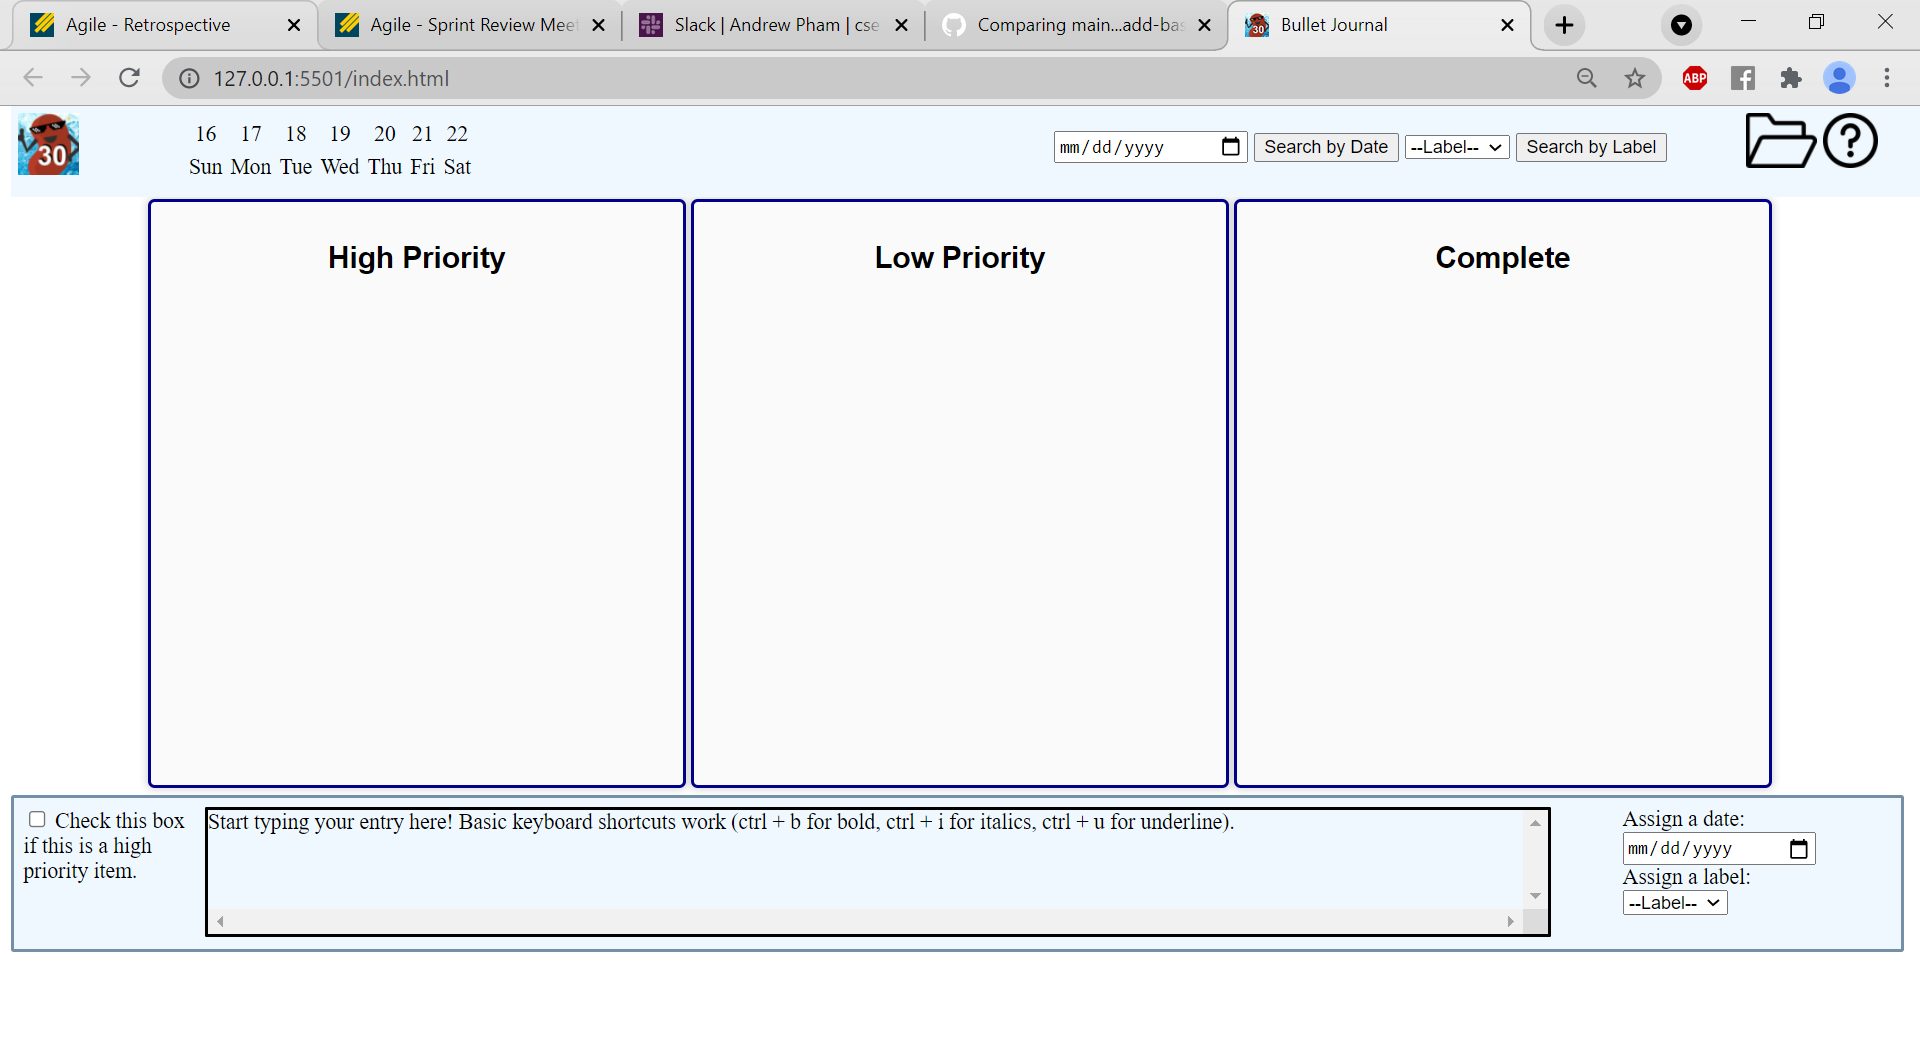 Agile - Retrospective
Agile - Sprint Review Meet
Slack | Andrew Pham | cse
Comparing main...add-bas
Bullet Journal
127.0.0.1:5501/index.html
ABP
30
16 17 18 19 20 21 22
Sun Mon Tue Wed Thu Fri Sat
mm/dd/yyyy Search by Date --Label-- Search by Label
High Priority
Low Priority
Complete
Check this box
if this is a high
priority item.
Start typing your entry here! Basic keyboard shortcuts work (ctrl + b for bold, ctrl + i for italics, ctrl + u for underline).
Assign a date:
mm/dd/yyyy
Assign a label:
--Label--